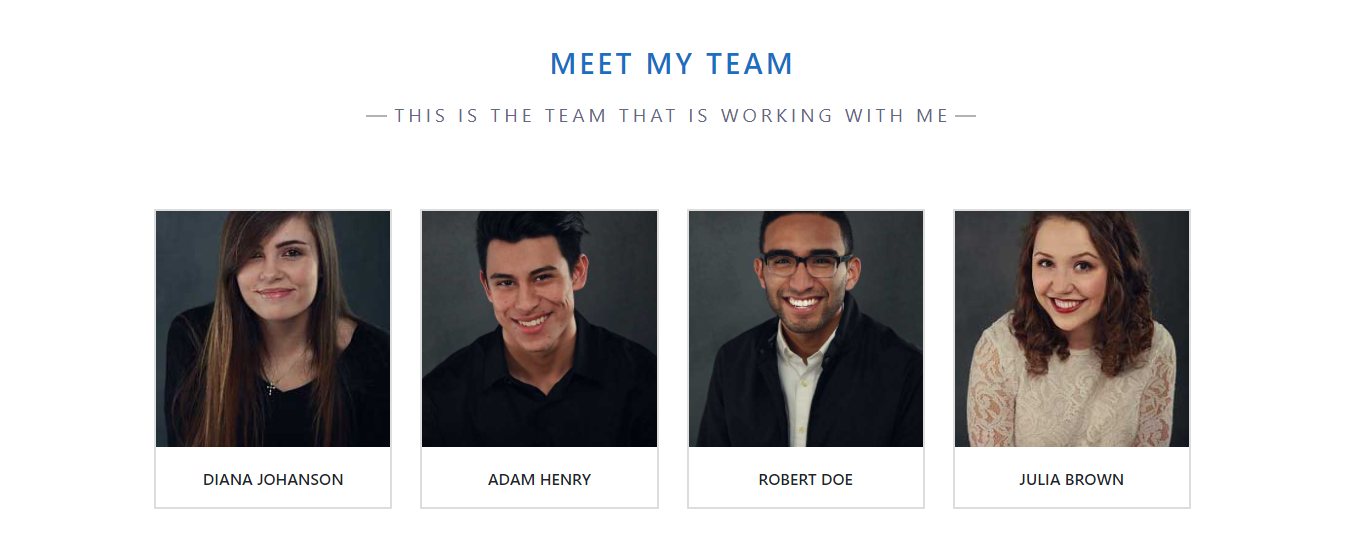 MEET MY TEAM
— THIS IS THE TEAM THAT IS WORKING WITH ME —
DIANA JOHANSON
ADAM HENRY
ROBERT DOE
JULIA BROWN